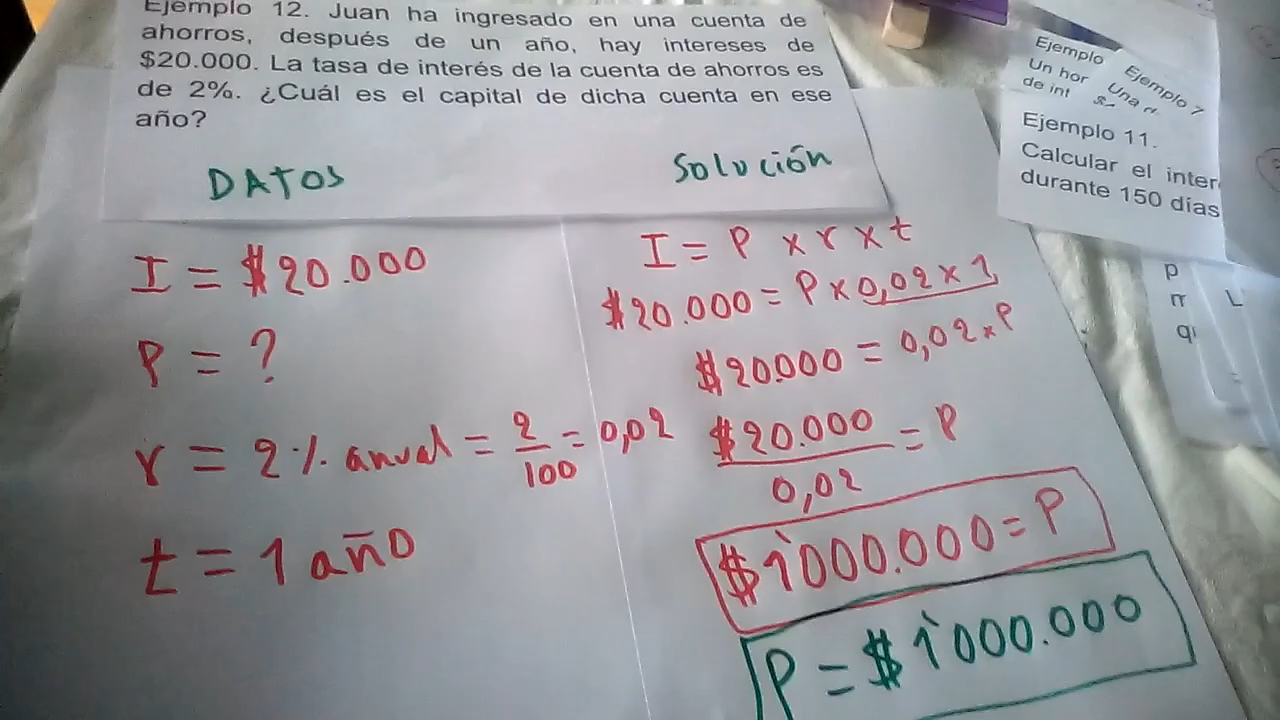 Ejemplo 12. Juan ha ingresado en una cuenta de
ahorros, después de un año, hay intereses de
$20.000. La tasa de interés de la cuenta de ahorros es
de 2%. ¿Cuál es el capital de dicha cuenta en ese
año?
DATOS
I = $20.000
P = ?
r = 2% anual = 2/100 = 0,02
t = 1 año
Solución
I = P x r x t
$20.000 = P x 0,02 x 1
$20.000 = 0,02 x P
$20.000 / 0,02 = P
$1'000.000 = P
P = $1'000.000
Ejemplo
Un hor
de int
Ejemplo 7
Una
Ejemplo 11.
Calcular el inter
durante 150 días